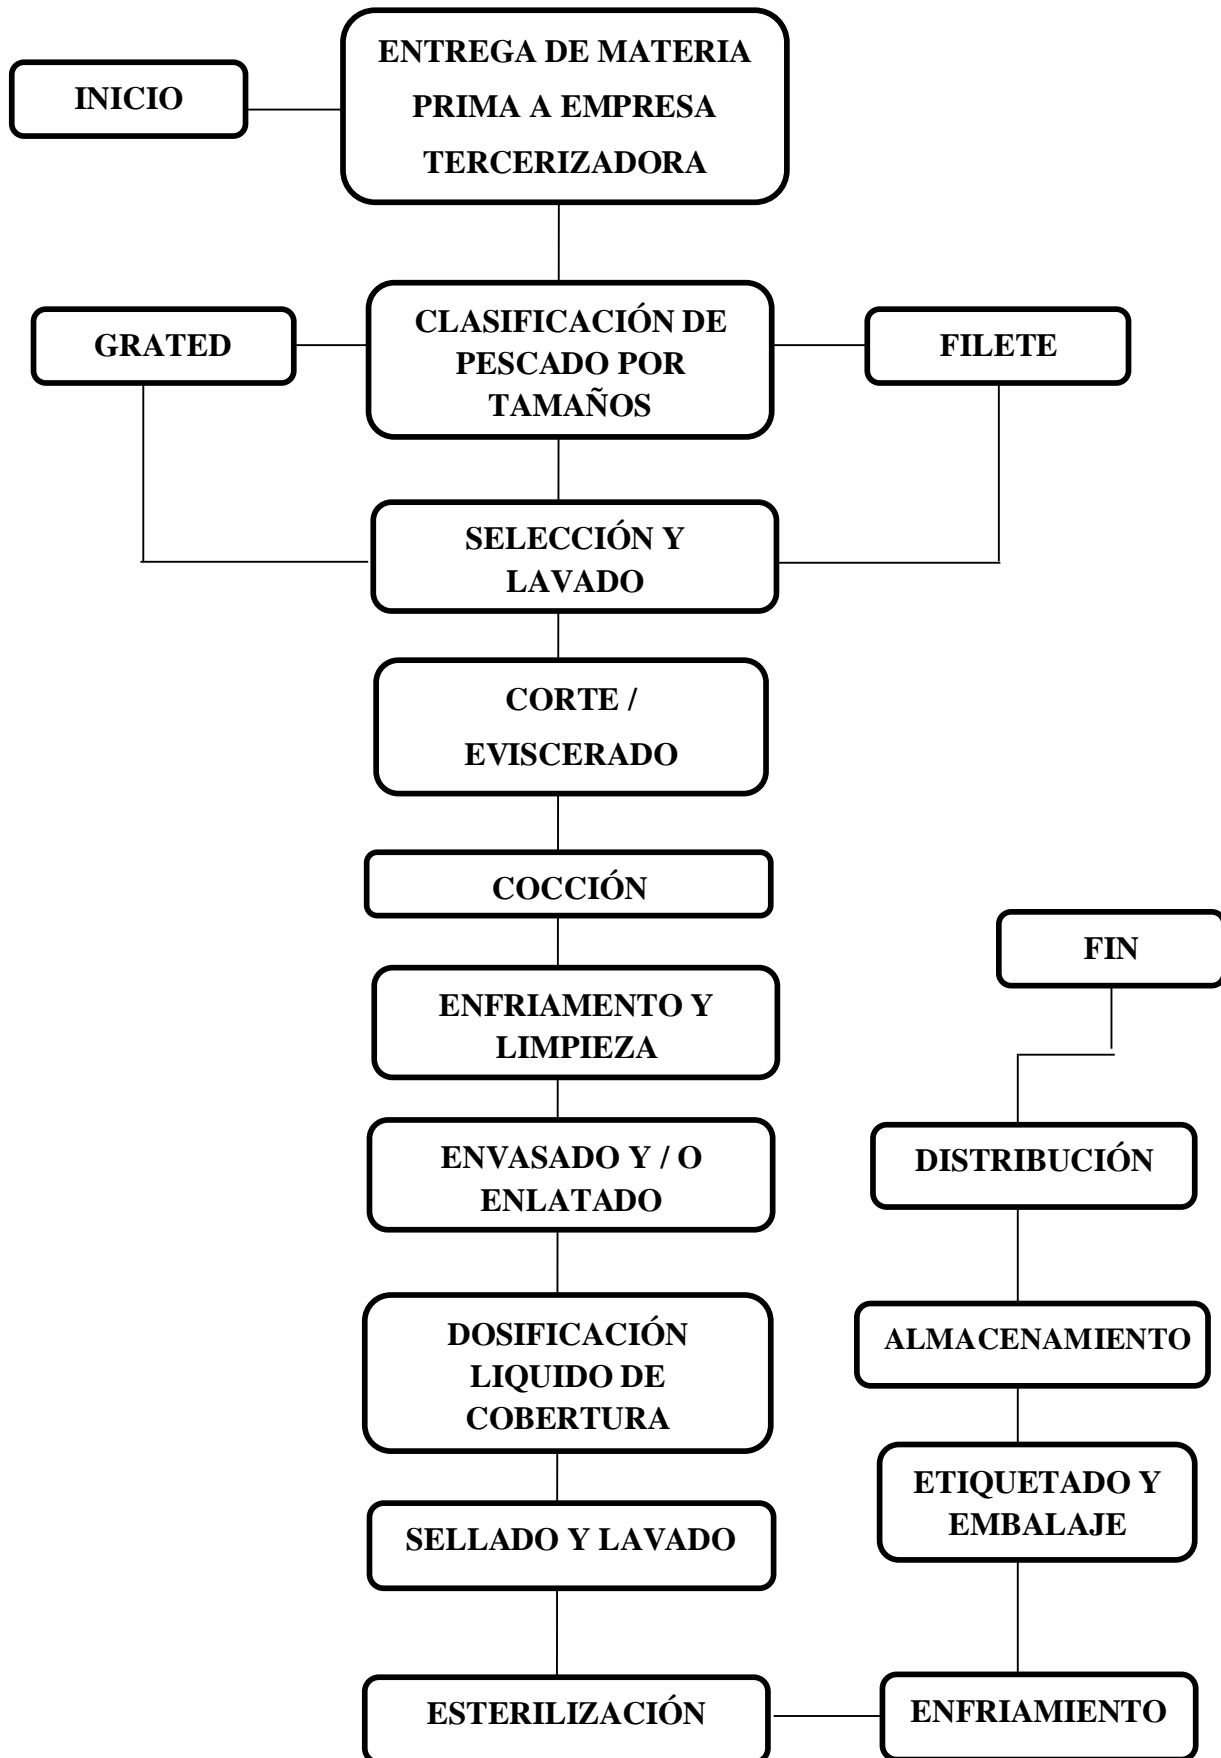 INICIO
ENTREGA DE MATERIA
PRIMA A EMPRESA
TERCERIZADORA
GRATED
CLASIFICACIÓN DE
PESCADO POR
TAMAÑOS
FILETE
SELECCIÓN Y
LAVADO
CORTE /
EVISCERADO
COCCIÓN
ENFRIAMENTO Y
LIMPIEZA
ENVASADO Y / O
ENLATADO
DOSIFICACIÓN
LIQUIDO DE
COBERTURA
SELLADO Y LAVADO
ESTERILIZACIÓN
ENFRIAMIENTO
ETIQUETADO Y
EMBALAJE
ALMACENAMIENTO
DISTRIBUCIÓN
FIN